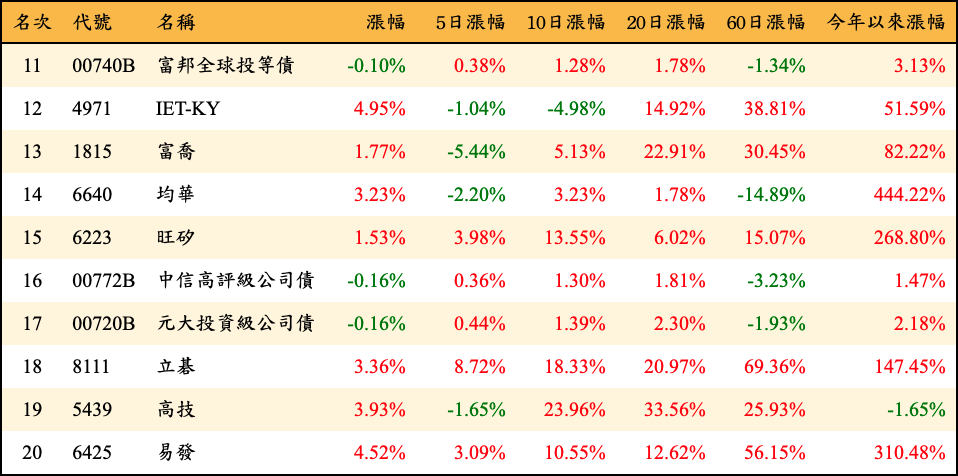 名次 代號 名稱 漲幅 5日漲幅 10日漲幅 20日漲幅 60日漲幅 今年以來漲幅
11 00740B 富邦全球投等債 -0.10% 0.38% 1.28% 1.78% -1.34% 3.13%
12 4971 IET-KY 4.95% -1.04% -4.98% 14.92% 38.81% 51.59%
13 1815 富喬 1.77% -5.44% 5.13% 22.91% 30.45% 82.22%
14 6640 均華 3.23% -2.20% 3.23% 1.78% -14.89% 444.22%
15 6223 旺矽 1.53% 3.98% 13.55% 6.02% 15.07% 268.80%
16 00772B 中信高評級公司債 -0.16% 0.36% 1.30% 1.81% -3.23% 1.47%
17 00720B 元大投資級公司債 -0.16% 0.44% 1.39% 2.30% -1.93% 2.18%
18 8111 立碁 3.36% 8.72% 18.33% 20.97% 69.36% 147.45%
19 5439 高技 3.93% -1.65% 23.96% 33.56% 25.93% -1.65%
20 6425 易發 4.52% 3.09% 10.55% 12.62% 56.15% 310.48%